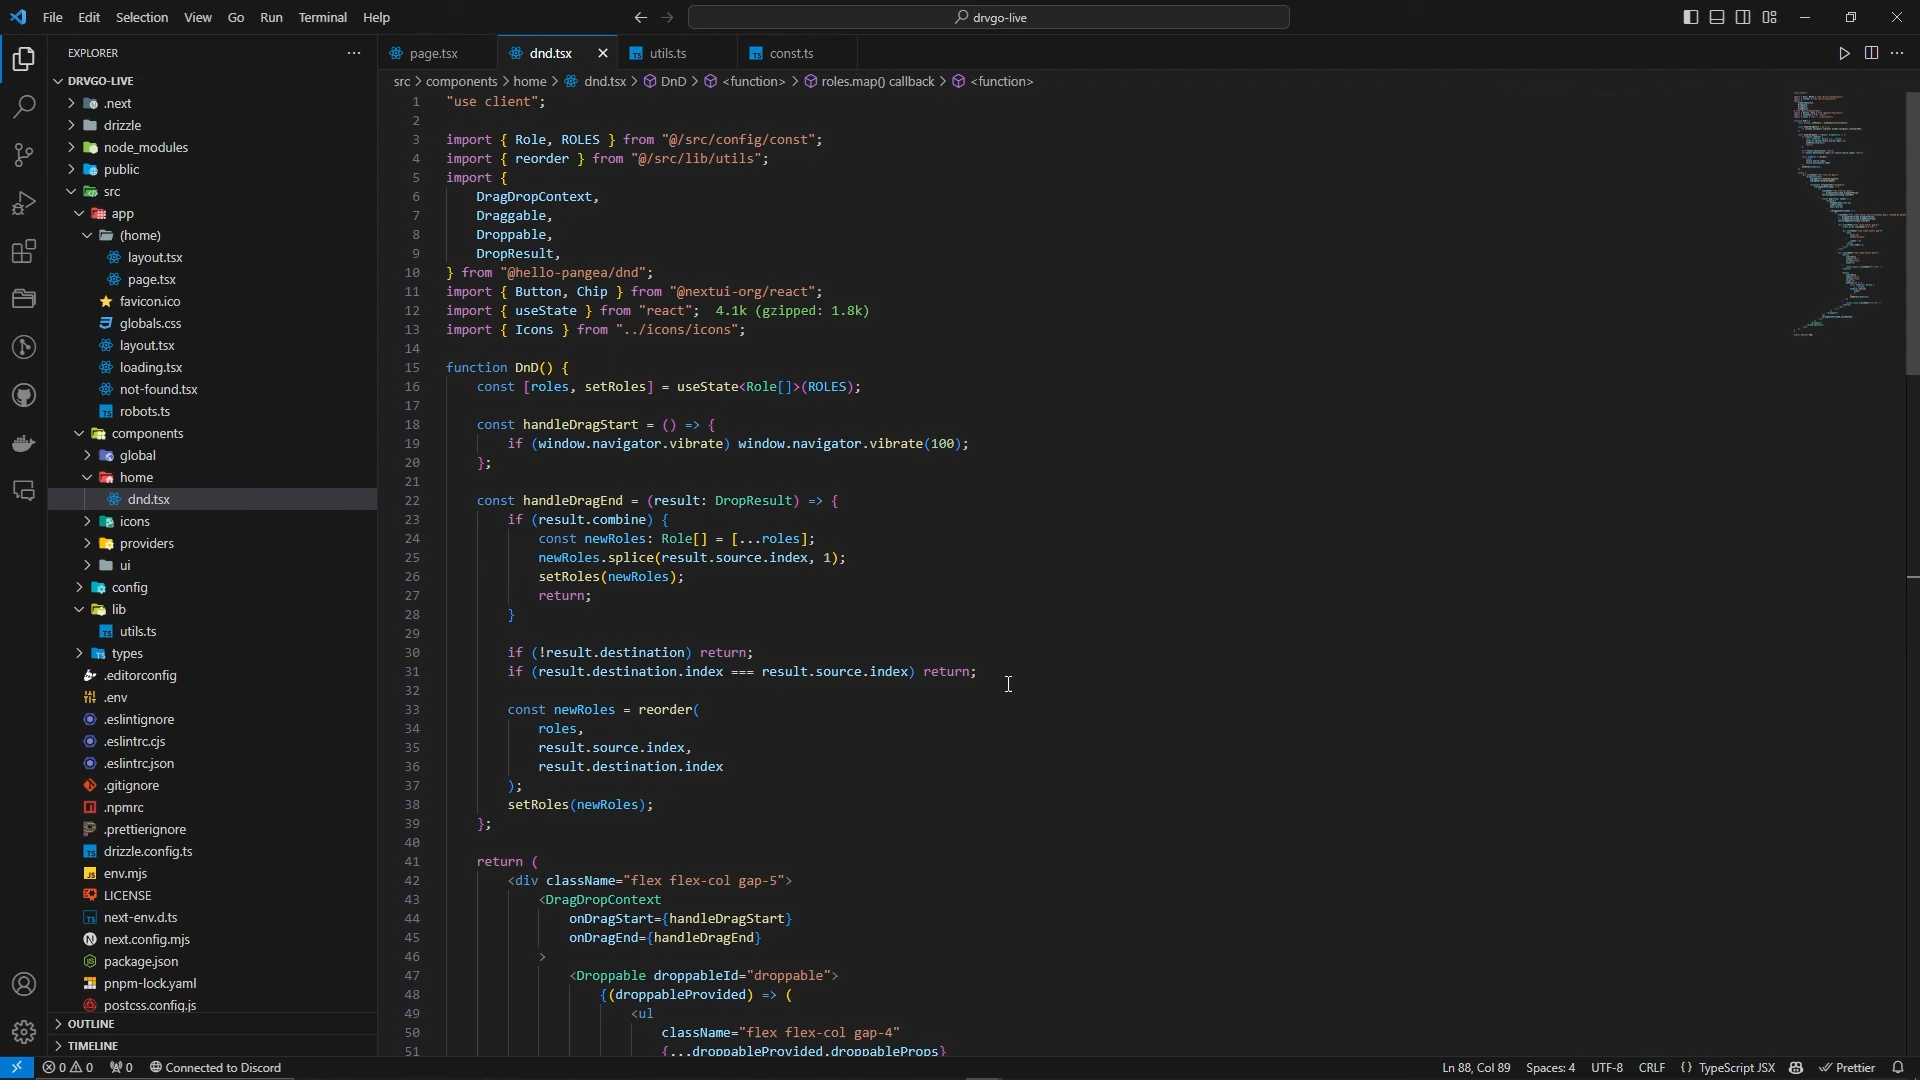 File Edit Selection View Go Run Terminal Help
drvgo-live
EXPLORER
page.tsx
dnd.tsx
utils.ts
const.ts
DRVGO-LIVE
src > components > home > dnd.tsx > DnD > <function> > roles.map() callback > <function>
.next
drizzle
node_modules
public
src
app
(home)
layout.tsx
page.tsx
favicon.ico
globals.css
layout.tsx
loading.tsx
not-found.tsx
robots.ts
components
global
home
dnd.tsx
icons
providers
ui
config
lib
utils.ts
types
.editorconfig
.env
.eslintignore
.eslintrc.cjs
.eslintrc.json
.gitignore
.npmrc
.prettierignore
drizzle.config.ts
env.mjs
LICENSE
next-env.d.ts
next.config.mjs
package.json
pnpm-lock.yaml
postcss.config.js
OUTLINE
TIMELINE
1 "use client";
2
3 import { Role, ROLES } from "@/src/config/const";
4 import { reorder } from "@/src/lib/utils";
5 import {
6 DragDropContext,
7 Draggable,
8 Droppable,
9 DropResult,
10 } from "@hello-pangea/dnd";
11 import { Button, Chip } from "@nextui-org/react";
12 import { useState } from "react"; 4.1k (gzipped: 1.8k)
13 import { Icons } from "../icons/icons";
14
15 function DnD() {
16 const [roles, setRoles] = useState<Role[]>(ROLES);
17
18 const handleDragStart = () => {
19 if (window.navigator.vibrate) window.navigator.vibrate(100);
20 };
21
22 const handleDragEnd = (result: DropResult) => {
23 if (result.combine) {
24 const newRoles: Role[] = [...roles];
25 newRoles.splice(result.source.index, 1);
26 setRoles(newRoles);
27 return;
28 }
29
30 if (!result.destination) return;
31 if (result.destination.index === result.source.index) return;
32
33 const newRoles = reorder(
34 roles,
35 result.source.index,
36 result.destination.index
37 );
38 setRoles(newRoles);
39 };
40
41 return (
42 <div className="flex flex-col gap-5">
43 <DragDropContext
44 onDragStart={handleDragStart}
45 onDragEnd={handleDragEnd}
46 >
47 <Droppable droppableId="droppable">
48 {(droppableProvided) => (
49 <ul
50 className="flex flex-col gap-4"
51 {...droppableProvided.droppableProps}
0 0 0 Connected to Discord
Ln 88, Col 89 Spaces: 4 UTF-8 CRLF {} TypeScript JSX Prettier